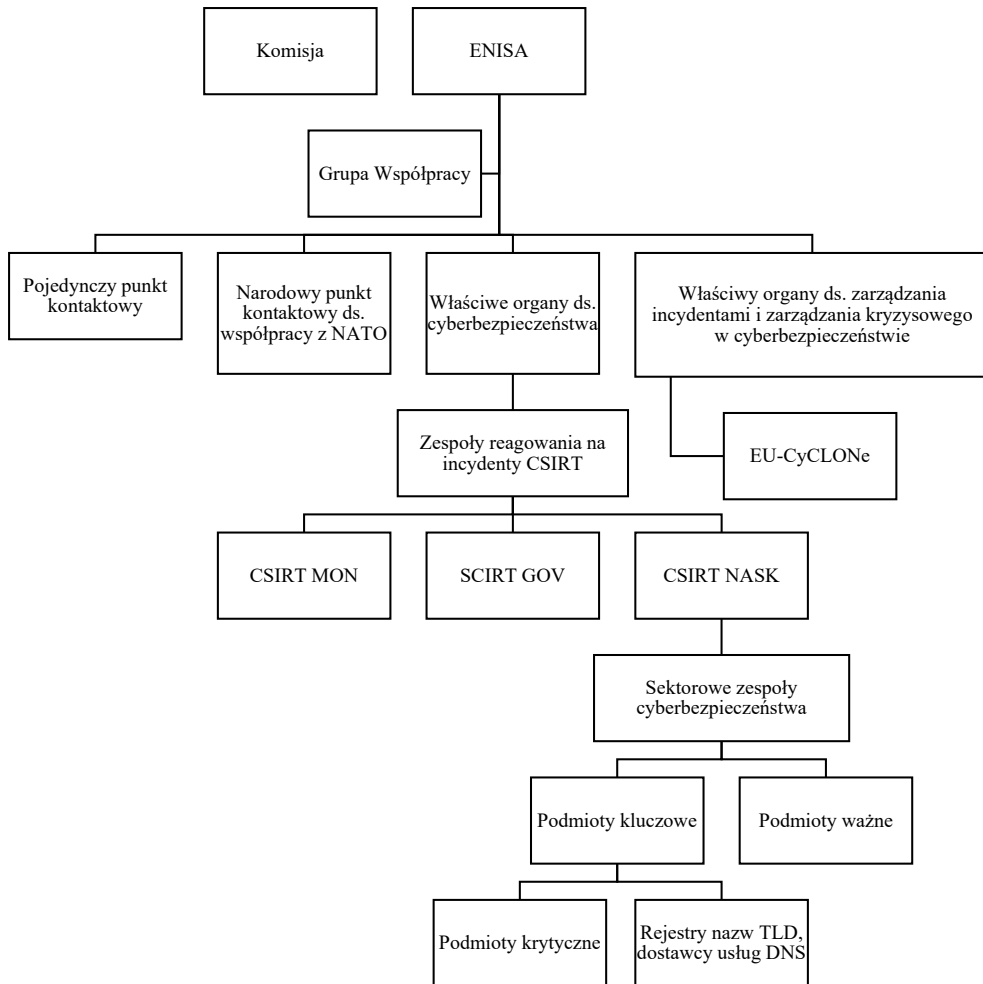 Komisja
ENISA
Grupa Współpracy
Pojedynczy punkt
kontaktowy
Narodowy punkt
kontaktowy ds.
współpracy z NATO
Właściwe organy ds.
cyberbezpieczeństwa
Właściwy organy ds. zarządzania
incydentami i zarządzania kryzysowego
w cyberbezpieczeństwie
Zespoły reagowania na
incydenty CSIRT
EU-CyCLONe
CSIRT MON
SCIRT GOV
CSIRT NASK
Sektorowe zespoły
cyberbezpieczeństwa
Podmioty kluczowe
Podmioty ważne
Podmioty krytyczne
Rejestry nazw TLD,
dostawcy usług DNS